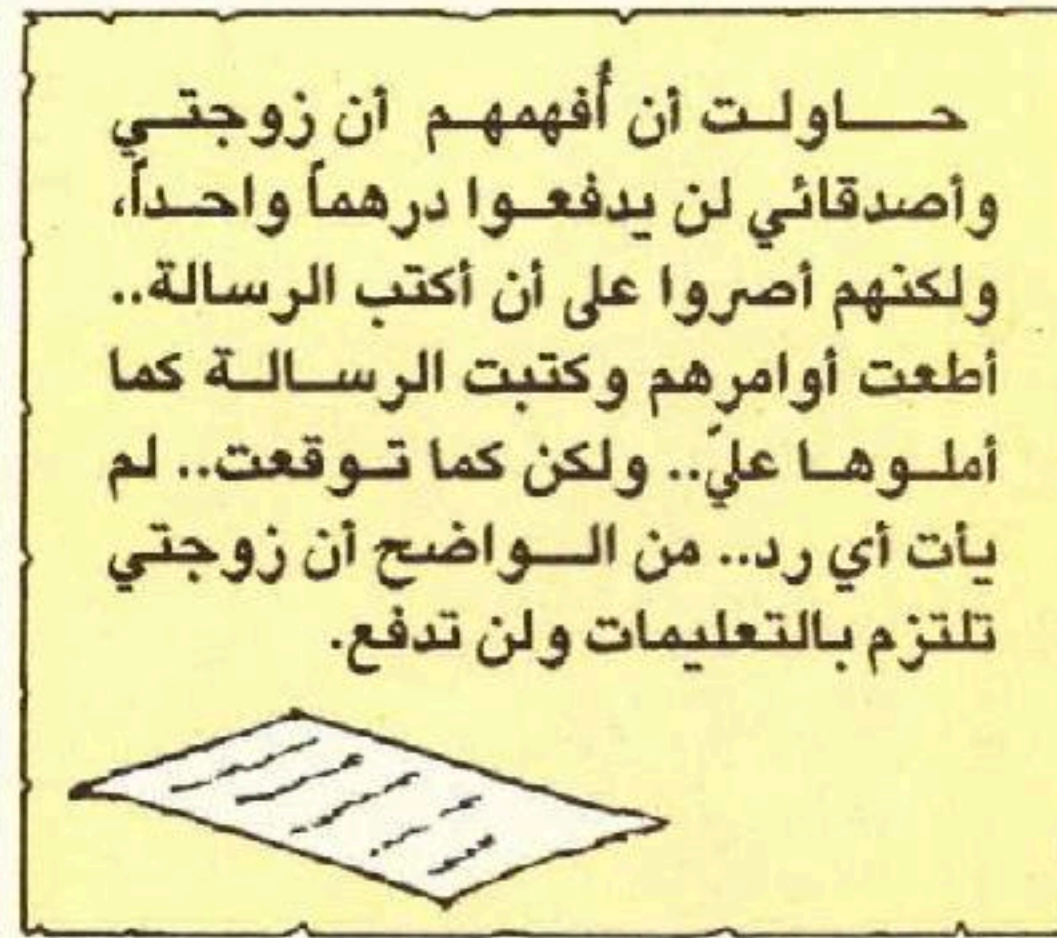 حاولت أن أُفهمهم أن زوجتي
وأصدقائي لن يدفعوا درهماً واحداً،
ولكنهم أصروا على أن أكتب الرسالة..
أطعت أوامرهم وكتبت الرسالة كما
أملوها عليّ.. ولكن كما توقعت.. لم
يأت أي رد.. من الواضح أن زوجتي
تلتزم بالتعليمات ولن تدفع.